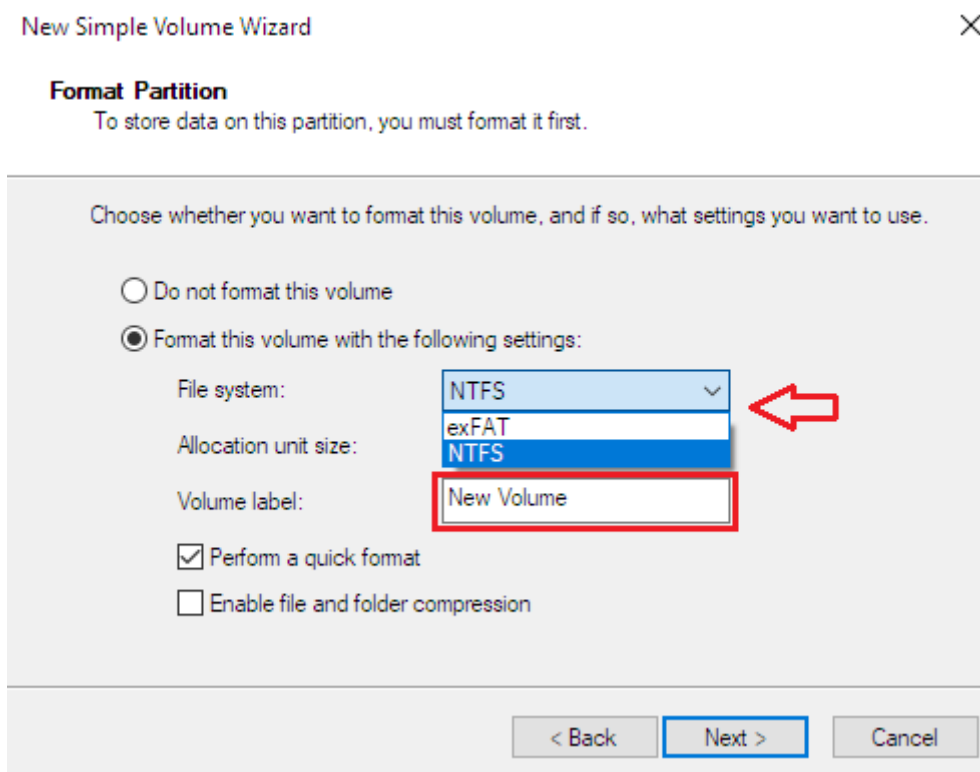 New Simple Volume Wizard
Format Partition
To store data on this partition, you must format it first.
Choose whether you want to format this volume, and if so, what settings you want to use.
Do not format this volume
Format this volume with the following settings:
File system: NTFS
exFAT
Allocation unit size: NTFS
Volume label: New Volume
Perform a quick format
Enable file and folder compression
< Back Next > Cancel